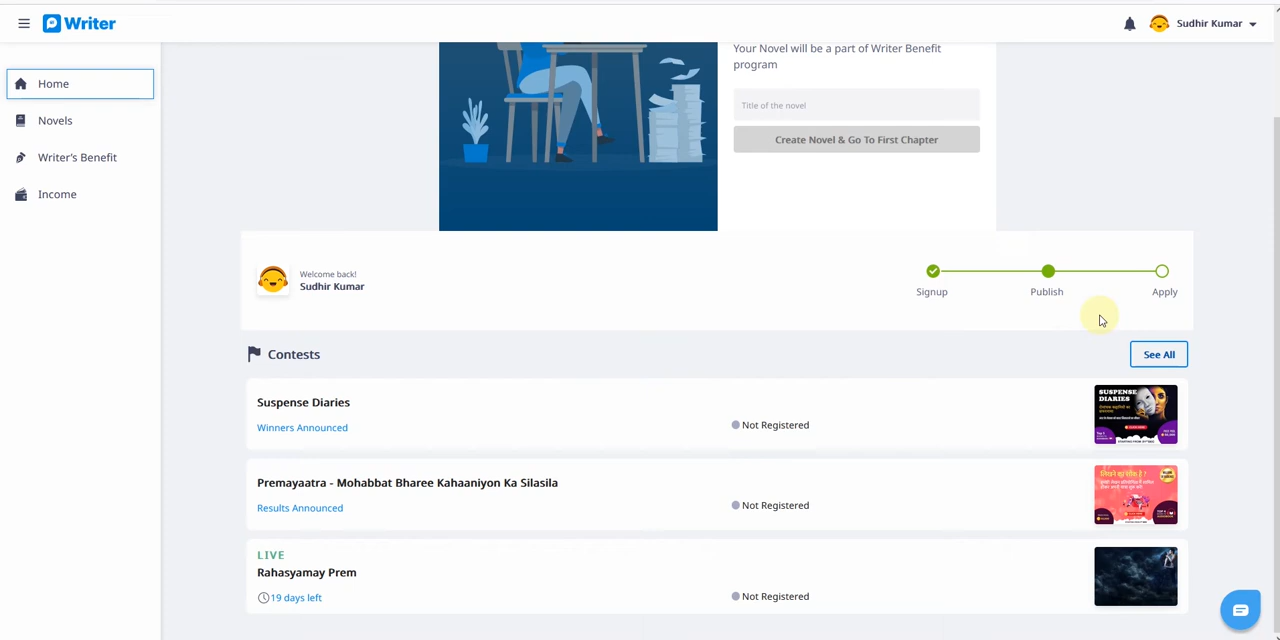 Writer
Sudhir Kumar
Home
Novels
Writer's Benefit
Income
Your Novel will be a part of Writer Benefit
program
Title of the novel
Create Novel & Go To First Chapter
Welcome back!
Sudhir Kumar
Signup
Publish
Apply
Contests
See All
Suspense Diaries
Winners Announced
Not Registered
SUSPENSE
DIARIES
Premayaatra - Mohabbat Bharee Kahaaniyon Ka Silasila
Results Announced
Not Registered
LIVE
Rahasyamay Prem
19 days left
Not Registered